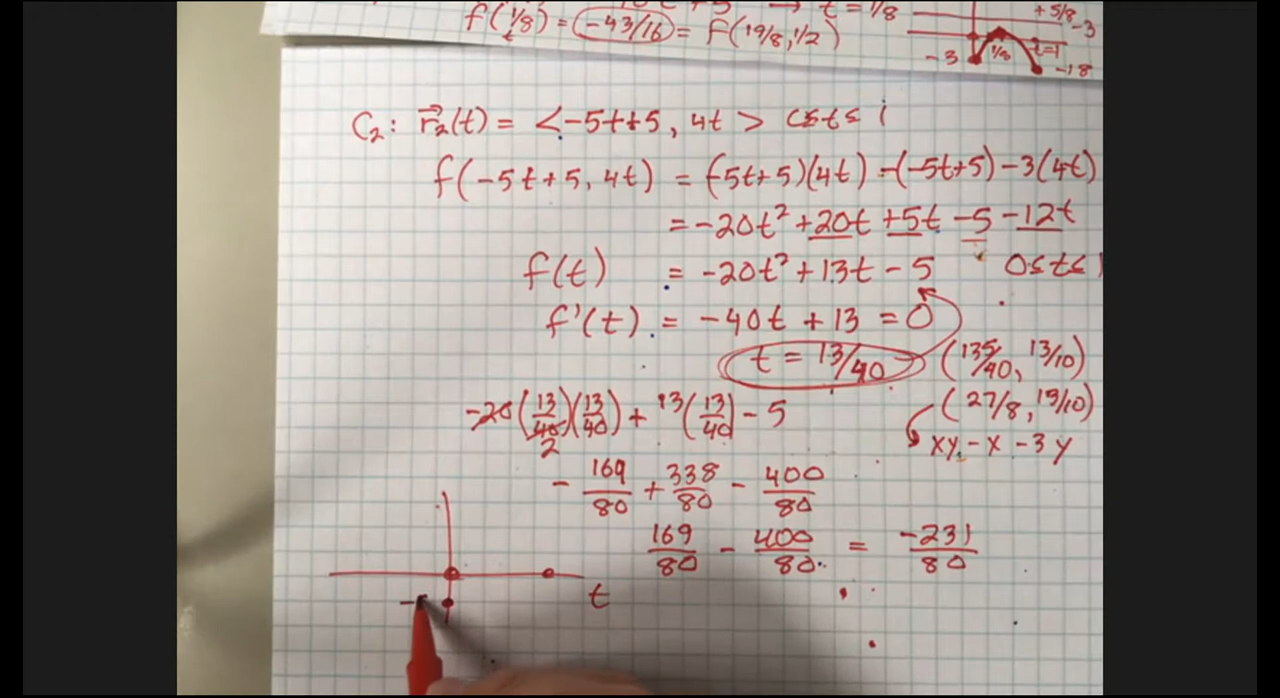 f(1/8) = -43/16 = f(19/8, 1/2)
t = 1/8
+5/8
-3
-3
1/8
t=1
-18
C₂: r⃗₂(t) = <-5t+5, 4t> 0≤t≤1
f(-5t+5, 4t) = (-5t+5)(4t) -(-5t+5) -3(4t)
= -20t² +20t +5t -5 -12t
f(t) = -20t² +13t -5 0≤t≤1
f'(t) = -40t + 13 = 0
t = 13/40 (135/40, 13/10)
(27/8, 13/10)
-20(13/40)(13/40) + 13(13/40) - 5
2
xy - x - 3y
- 169/80 + 338/80 - 400/80
169/80 - 400/80 = -231/80
t